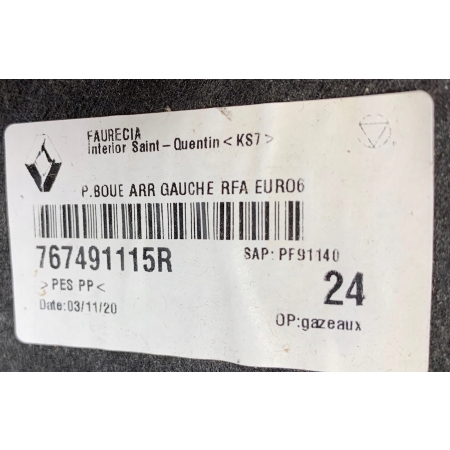 FAURECIA
Interior Saint-Quentin <KS7>
P.BOUE ARR GAUCHE RFA EURO6
767491115R
SAP: PF91140
>PES PP<
24
Date:03/11/20
OP:gazeaux